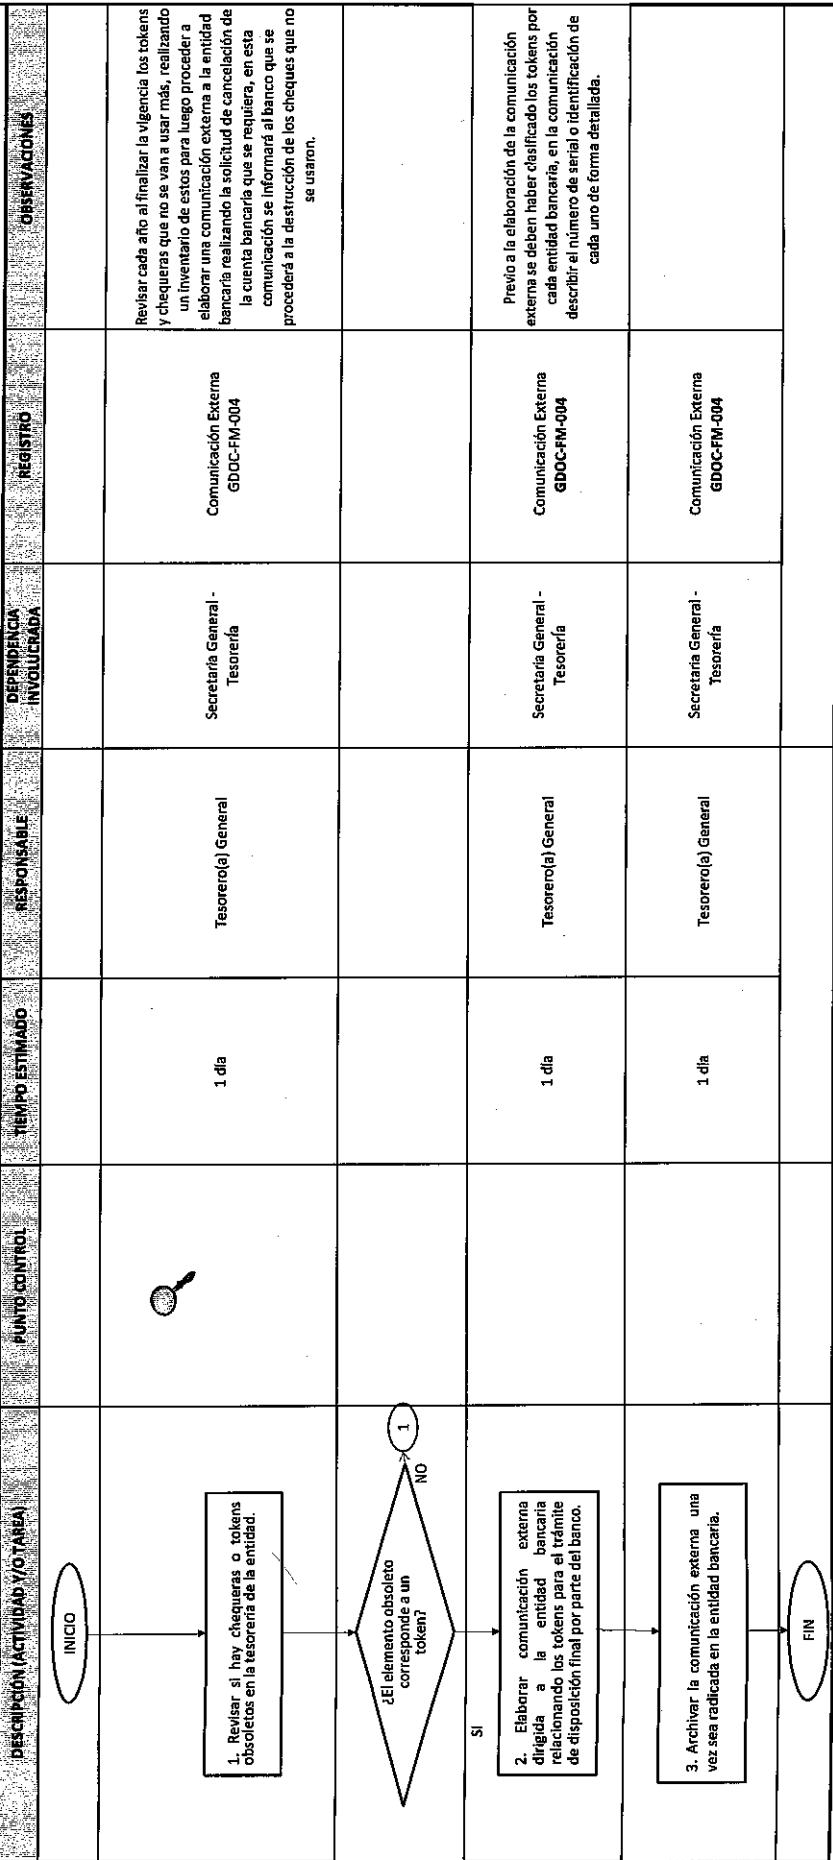 DESCRIPCIÓN (ACTIVIDAD Y/O TAREA)
PUNTO CONTROL
TIEMPO ESTIMADO
RESPONSABLE
DEPENDENCIA
INVOLUCRADA
REGISTRO
OBSERVACIONES
INICIO
1. Revisar si hay chequeras o tokens
obsoletos en la tesorería de la entidad.
1 día
Tesorero(a) General
Secretaria General -
Tesorería
Comunicación Externa
GDOC-FM-004
Revisar cada año al finalizar la vigencia los tokens
y chequeras que no se van a usar más, realizando
un inventario de estos para luego proceder a
elaborar una comunicación externa a la entidad
bancaria realizando la solicitud de cancelación de
la cuenta bancaria que se requiera, en esta
comunicación se informará al banco que se
procederá a la destrucción de los cheques que no
se usaron.
¿El elemento obsoleto
corresponde a un
token?
NO
1
SI
2. Elaborar comunicación externa
dirigida a la entidad bancaria
relacionando los tokens para el trámite
de disposición final por parte del banco.
1 día
Tesorero(a) General
Secretaria General -
Tesorería
Comunicación Externa
GDOC-FM-004
Previo a la elaboración de la comunicación
externa se deben haber clasificado los tokens por
cada entidad bancaria, en la comunicación
describir el número de serial o identificación de
cada uno de forma detallada.
3. Archivar la comunicación externa una
vez sea radicada en la entidad bancaria.
1 día
Tesorero(a) General
Secretaria General -
Tesorería
Comunicación Externa
GDOC-FM-004
FIN